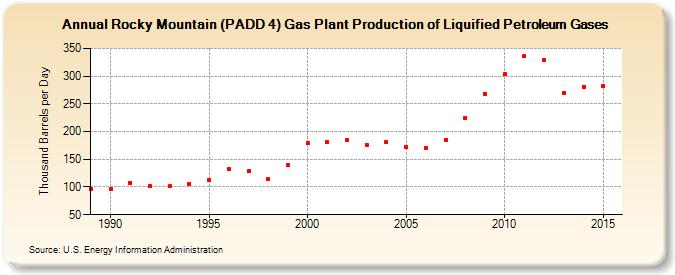 Annual Rocky Mountain (PADD 4) Gas Plant Production of Liquified Petroleum Gases
Thousand Barrels per Day
350
300
250
200
150
100
50
1990 1995 2000 2005 2010 2015
Source: U.S. Energy Information Administration